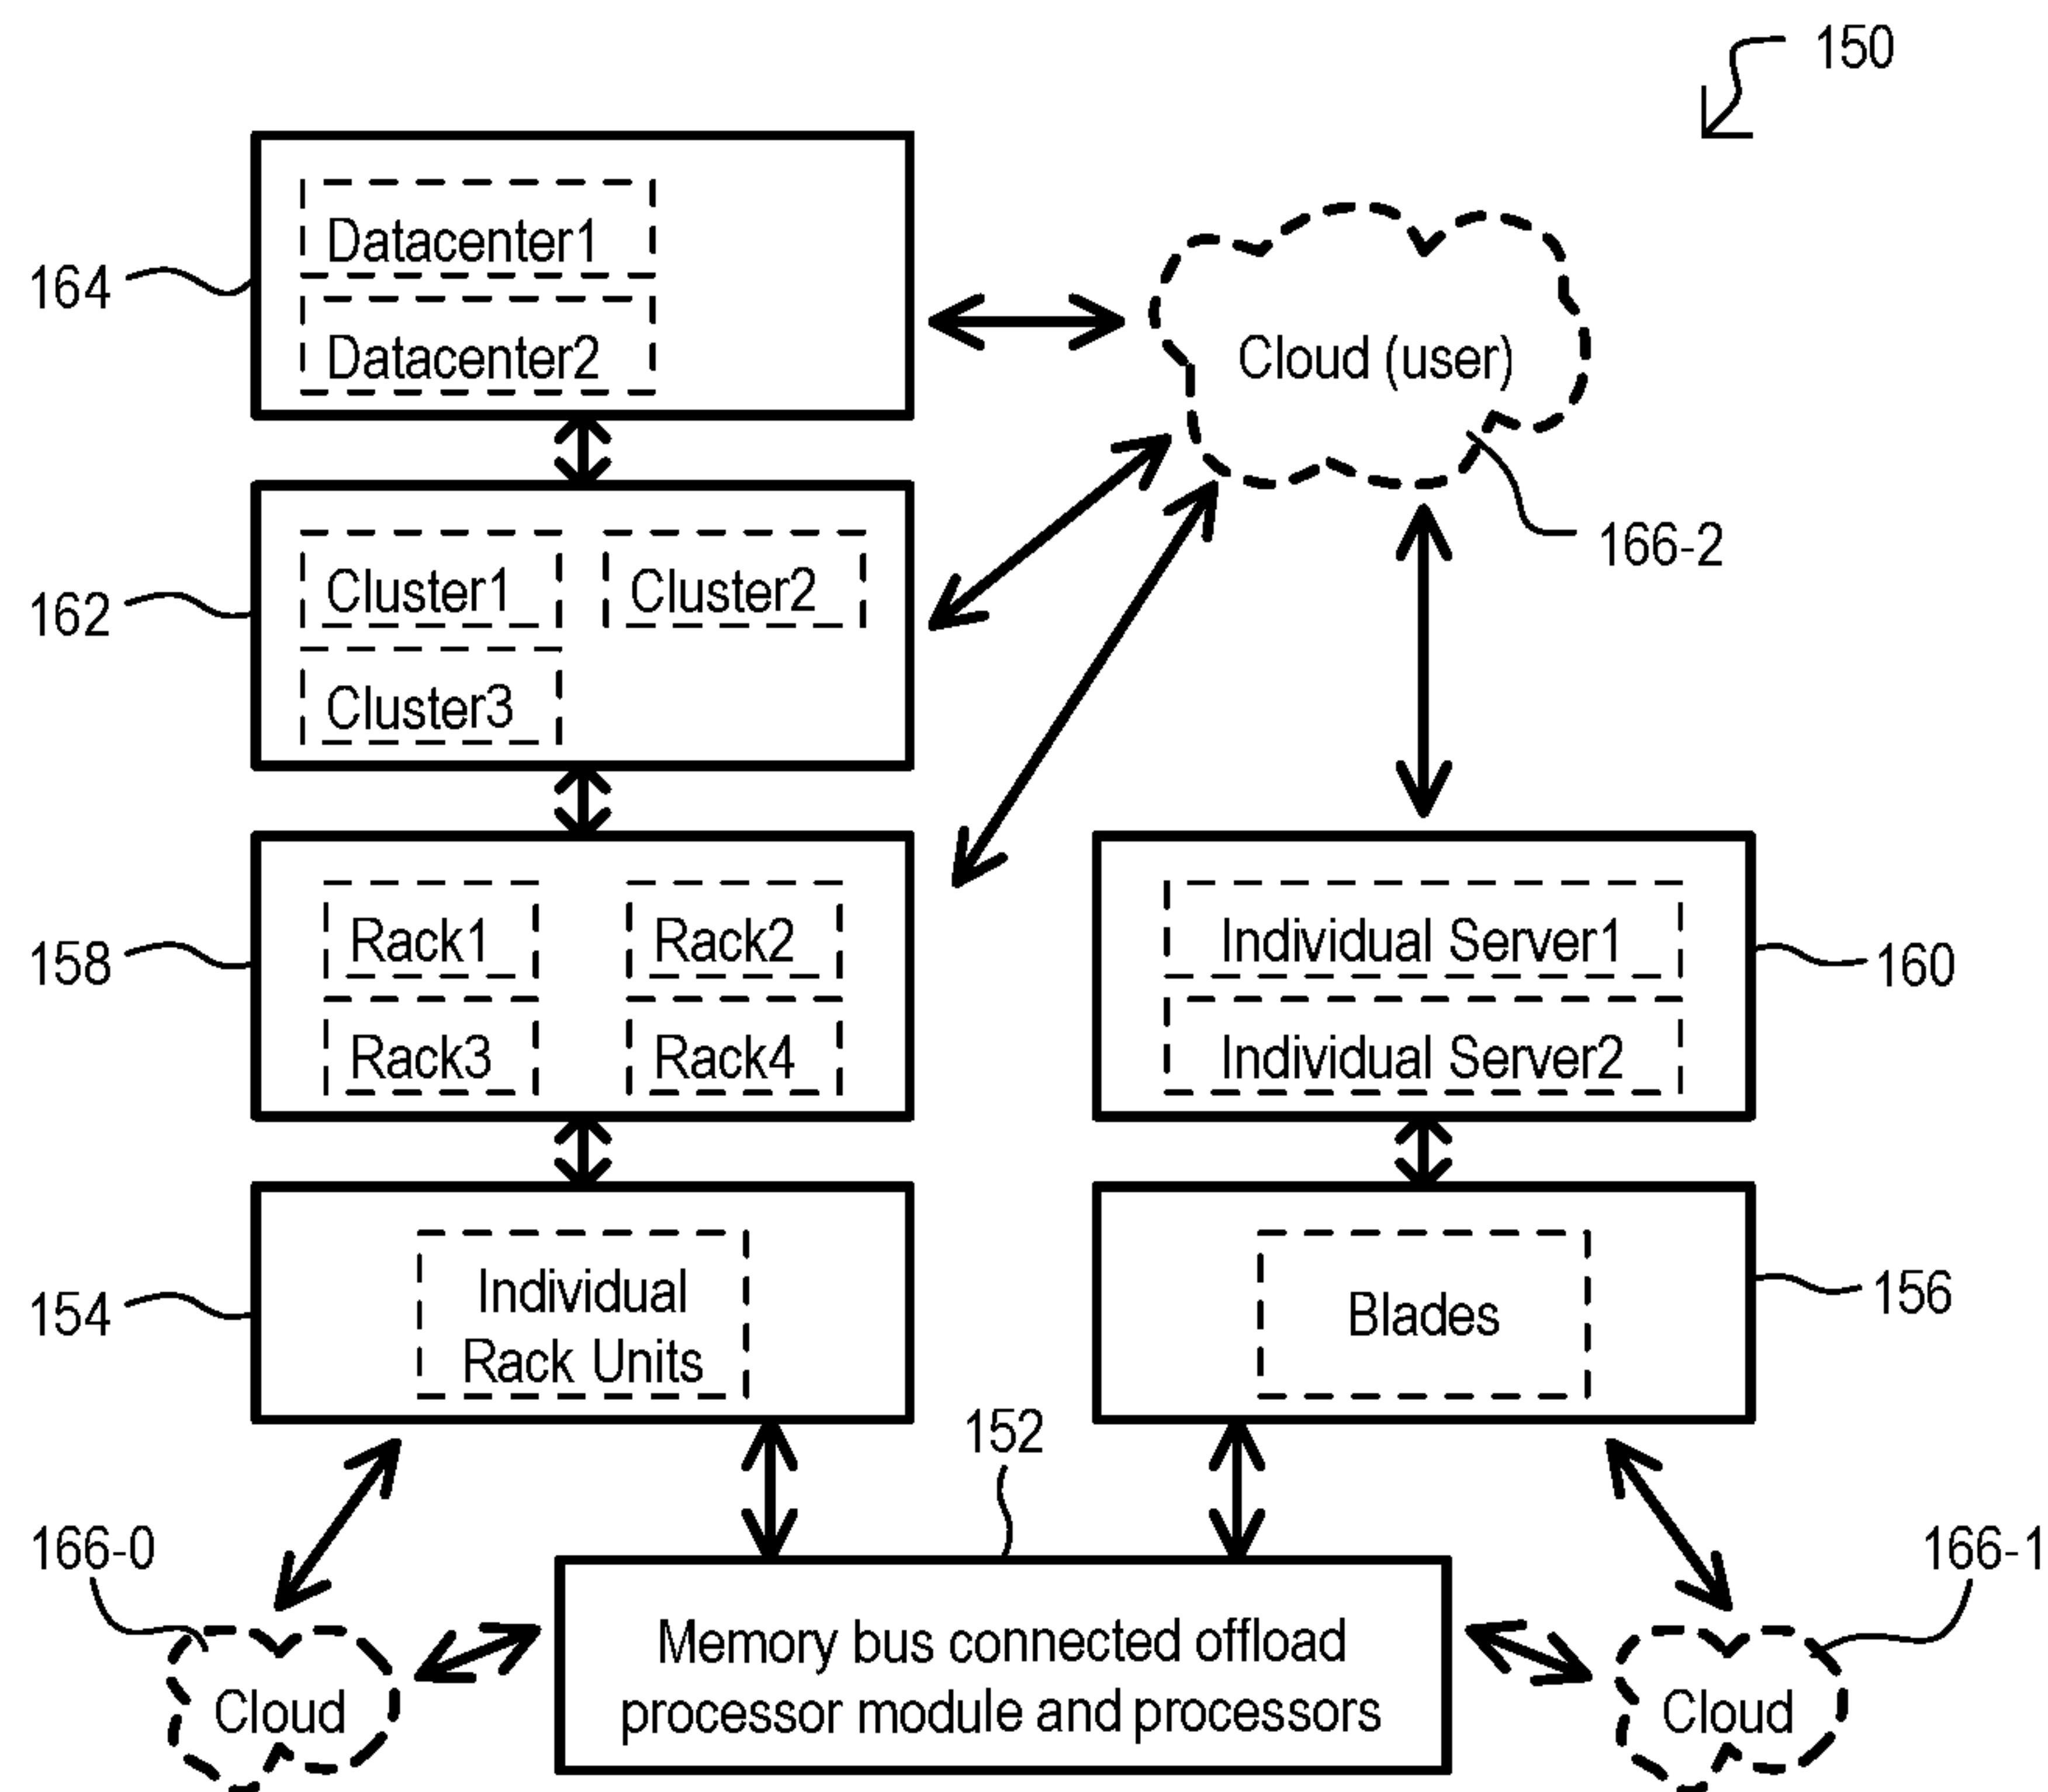 150
Datacenter1
164
Datacenter2
Cloud (user)
166-2
Cluster1 Cluster2
162
Cluster3
Rack1 Rack2
158
Rack3 Rack4
Individual Server1
160
Individual Server2
154
Individual
Rack Units
Blades
156
152
166-0
166-1
Cloud
Memory bus connected offload
processor module and processors
Cloud